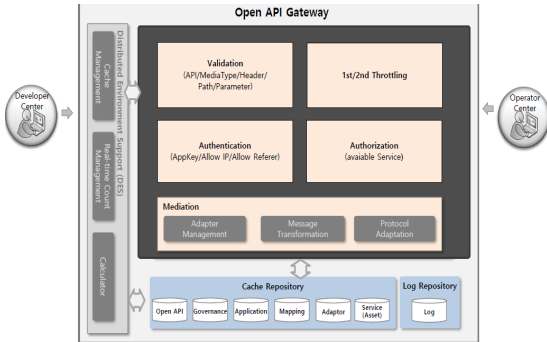 Open API Gateway
Developer
Center
Operator
Center
Distributed Environment Support (DES)
Cache
Management
Real-time Count
Management
Calculator
Validation
(API/MediaType/Header/
Path/Parameter)
1st/2nd Throttling
Authentication
(AppKey/Allow IP/Allow Referer)
Authorization
(avaiable Service)
Mediation
Adapter
Management
Message
Transformation
Protocol
Adaptation
Cache Repository
Open API
Governance
Application
Mapping
Adaptor
Service
(Asset)
Log Repository
Log